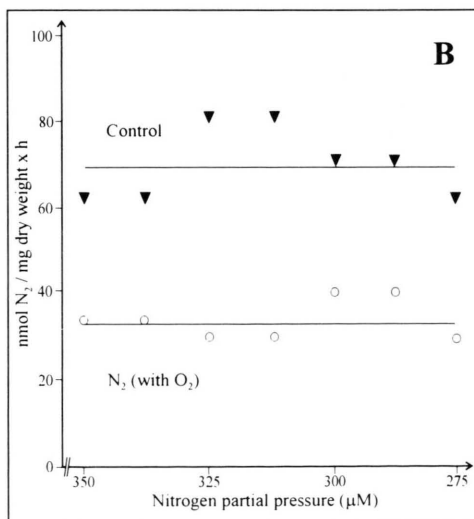 B
100
80
60
40
20
0
nmol N₂ / mg dry weight x h
Control
N₂ (with O₂)
350
325
300
275
Nitrogen partial pressure (µM)